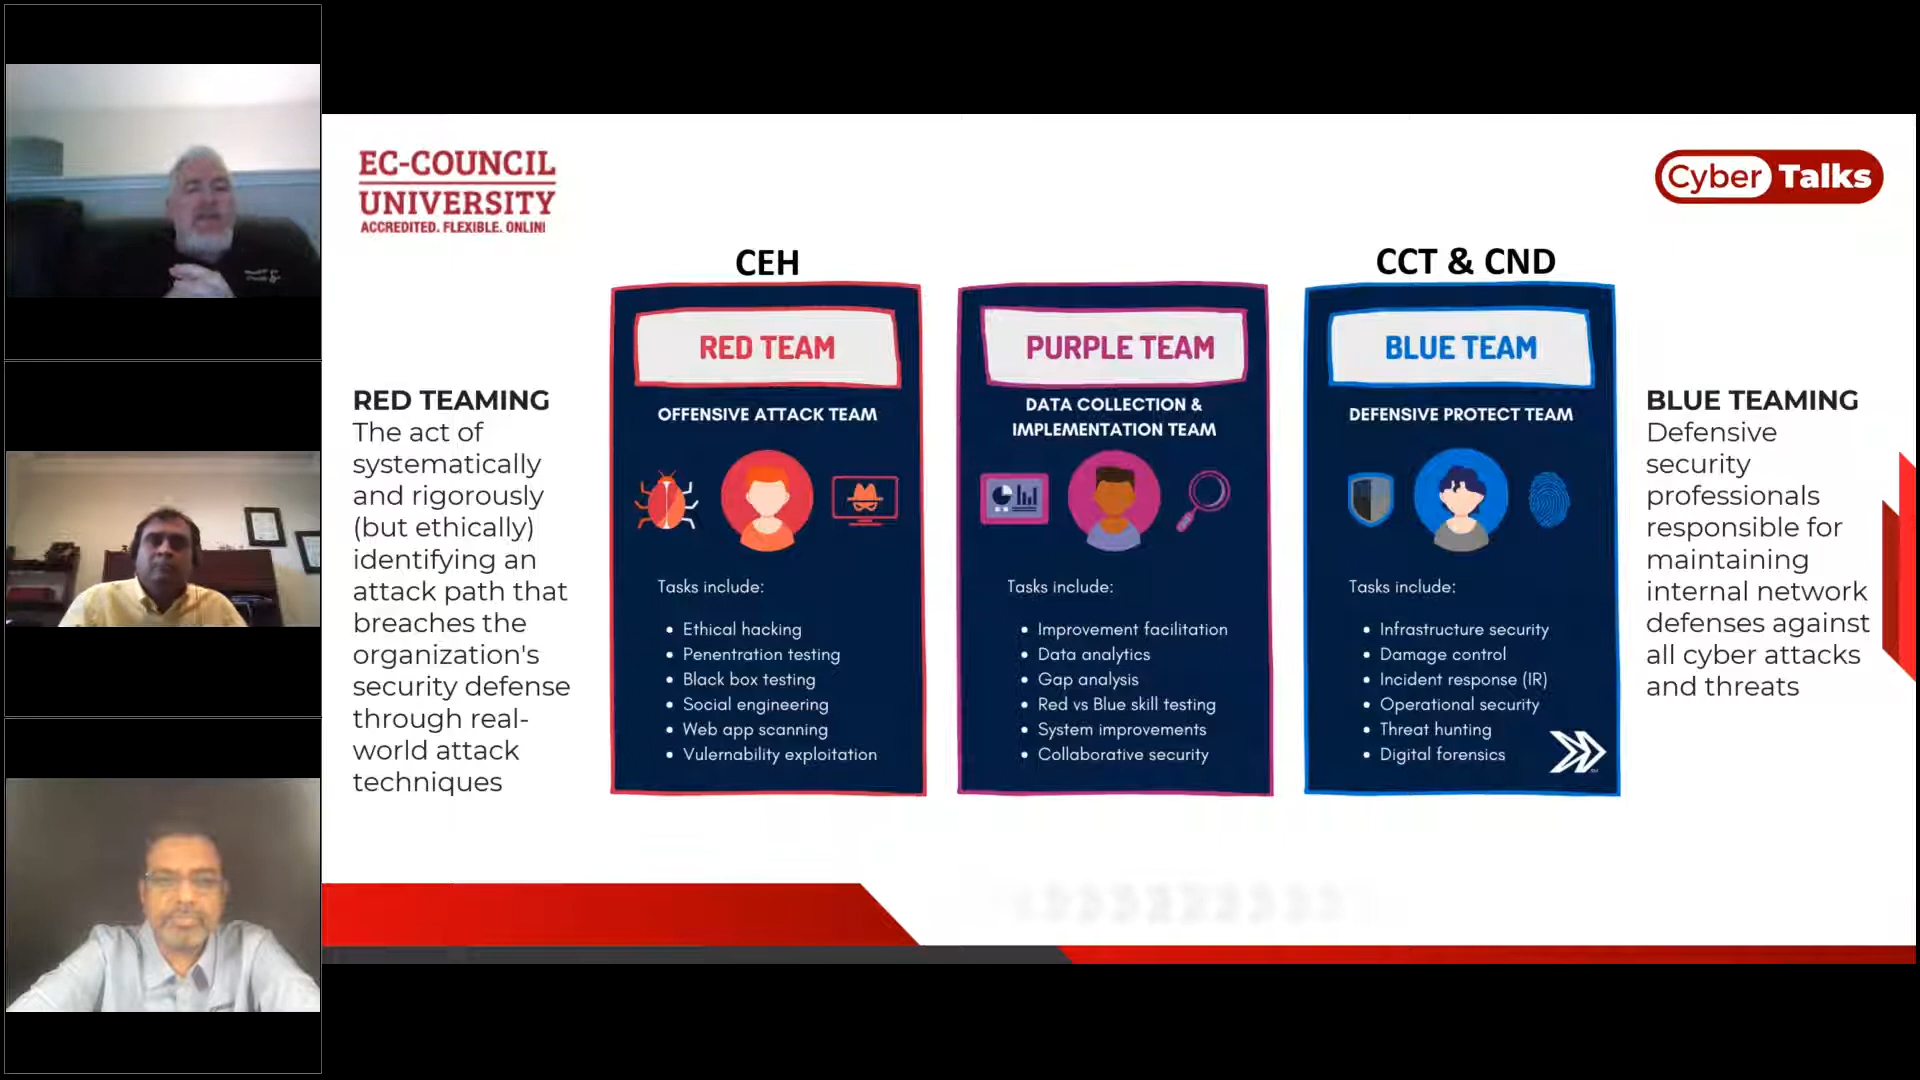 EC-COUNCIL
UNIVERSITY
ACCREDITED. FLEXIBLE. ONLIN
Cyber Talks
RED TEAMING
The act of
systematically
and rigorously
(but ethically)
identifying an
attack path that
breaches the
organization's
security defense
through real-
world attack
techniques
CEH
RED TEAM
OFFENSIVE ATTACK TEAM
Tasks include:
• Ethical hacking
• Penentration testing
• Black box testing
• Social engineering
• Web app scanning
• Vulernability exploitation
PURPLE TEAM
DATA COLLECTION &
IMPLEMENTATION TEAM
Tasks include:
• Improvement facilitation
• Data analytics
• Gap analysis
• Red vs Blue skill testing
• System improvements
• Collaborative security
CCT & CND
BLUE TEAM
DEFENSIVE PROTECT TEAM
Tasks include:
• Infrastructure security
• Damage control
• Incident response (IR)
• Operational security
• Threat hunting
• Digital forensics
BLUE TEAMING
Defensive
security
professionals
responsible for
maintaining
internal network
defenses against
all cyber attacks
and threats